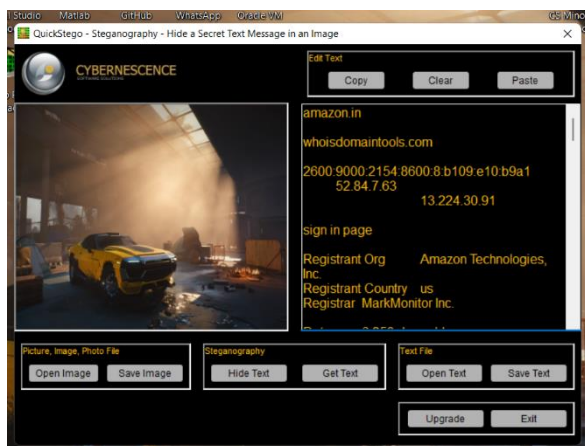 Studio Matlab GitHub WhatsApp Oracle VM
QuickStego - Steganography - Hide a Secret Text Message in an Image
CYBERNESCENCE
SOFTWARE SOLUTIONS
Edit Text
Copy Clear Paste
amazon.in
whoisdomaintools.com
2600:9000:2154:8600:8:b109:e10:b9a1
52.84.7.63
13.224.30.91
sign in page
Registrant Org Amazon Technologies,
Inc.
Registrant Country us
Registrar MarkMonitor Inc.
Picture, Image, Photo File
Open Image Save Image
Steganography
Hide Text Get Text
Text File
Open Text Save Text
Upgrade Exit